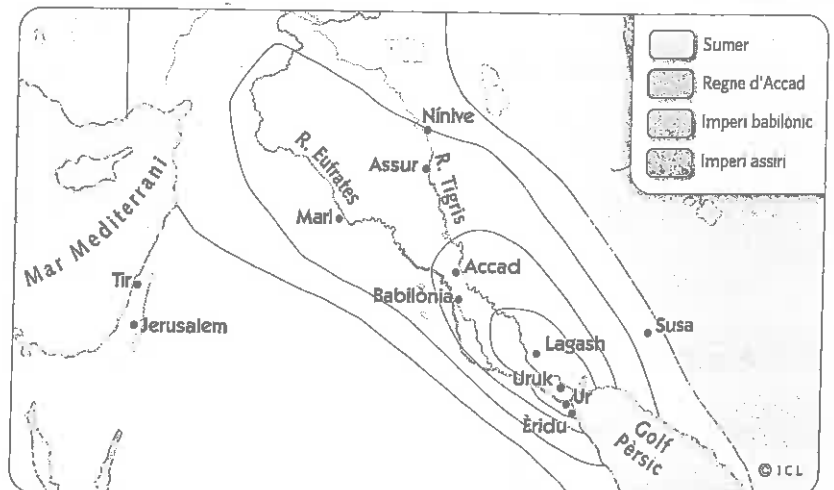 Sumer
Regne d'Accad
Imperi babilònic
Imperi assiri
Nínive
R. Eufrates
Assur
R. Tigris
Mari
Mar Mediterrani
Accad
Tir
Babilònia
Jerusalem
Susa
Lagash
Uruk
Ur
Èridu
Golf
pèrsic
© ICL